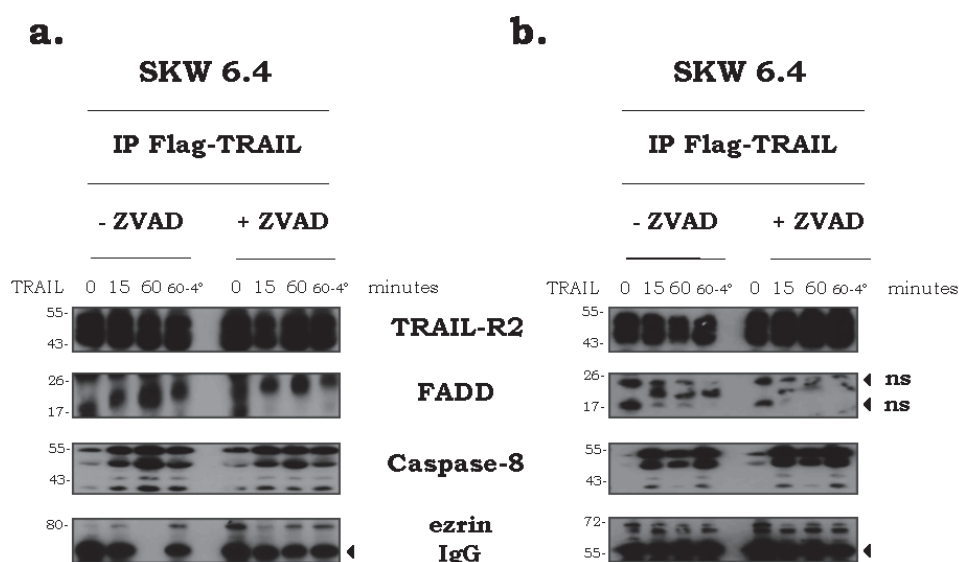 a.
SKW 6.4
IP Flag-TRAIL
- ZVAD + ZVAD
TRAIL 0 15 60 60-4° 0 15 60 60-4° minutes
55-
43-
TRAIL-R2
26-
17-
FADD
55-
43-
Caspase-8
80-
ezrin
IgG
b.
SKW 6.4
IP Flag-TRAIL
- ZVAD + ZVAD
TRAIL 0 15 60 60-4° 0 15 60 60-4° minutes
55-
43-
26-
17-
ns
ns
55-
43-
72-
55-